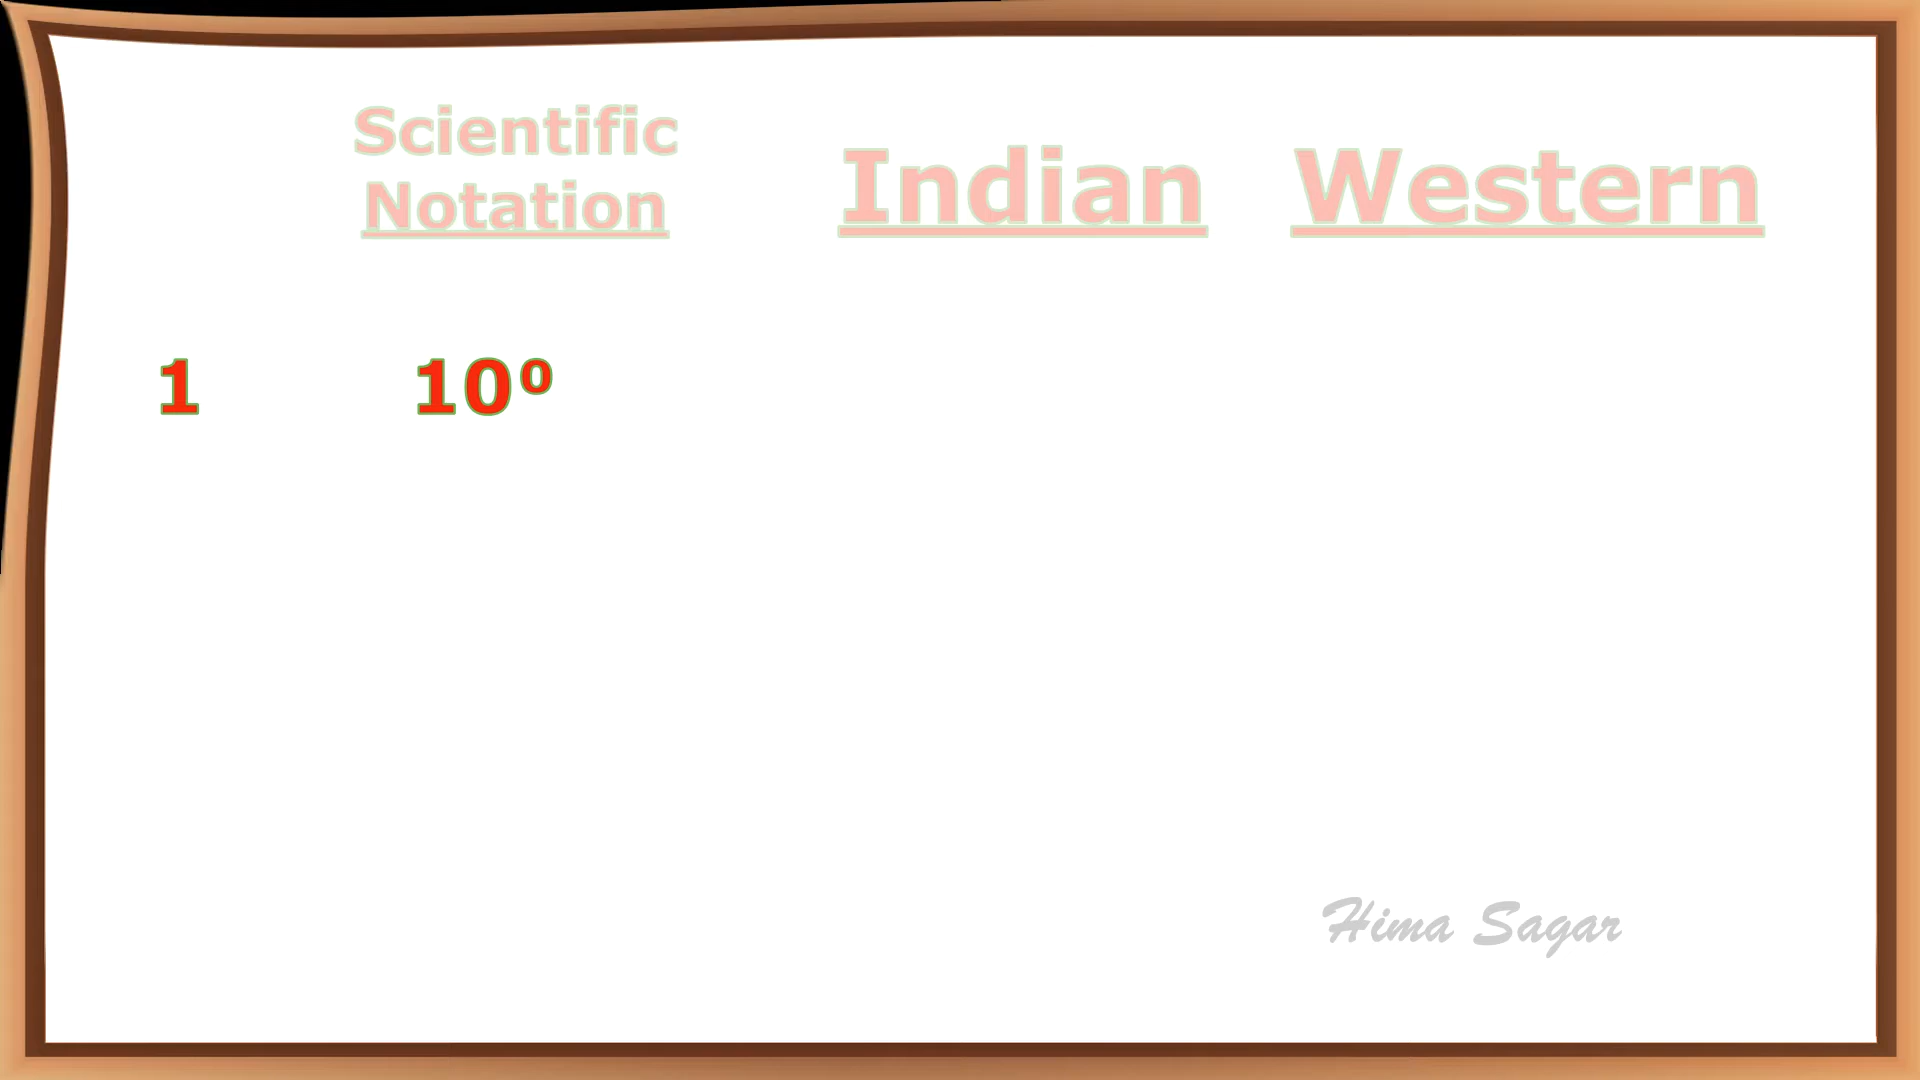 Scientific
Notation
Indian
Western
1
10⁰
Hima Sagar